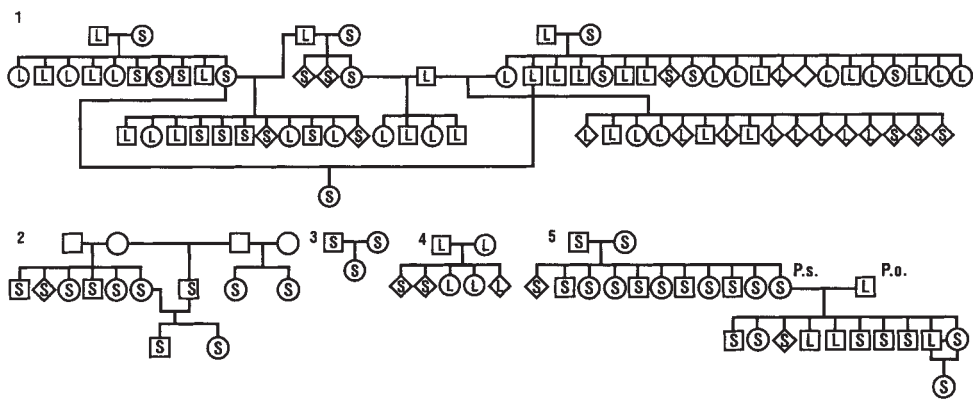 1
L S L S L S
L L L L L S S S L S S S S L L L L L S L L S S L L L L L L L S L L L
L L L S S S S L S L S L L L L L L L L L L L L L L L L L S S S
S
2 3 S S 4 L L 5 S S
S
P.s. P.o.
S S S S S S S S S S S L L L S S S S S S S S S S S L
S S S S S L L S S S L S
S